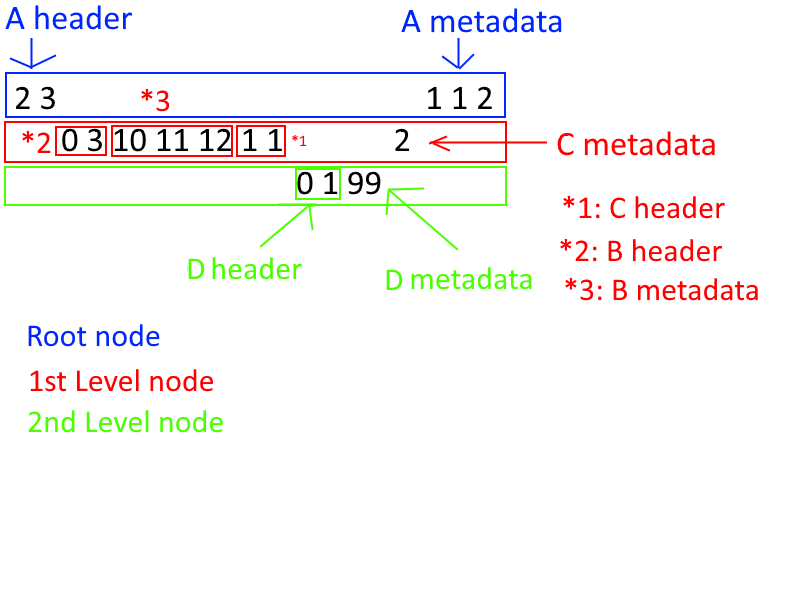 A header A metadata
2 3 *3 1 1 2
*2 0 3 10 11 12 1 1 *1 2 C metadata
0 1 99
*1: C header
*2: B header
D header D metadata
*3: B metadata
Root node
1st Level node
2nd Level node